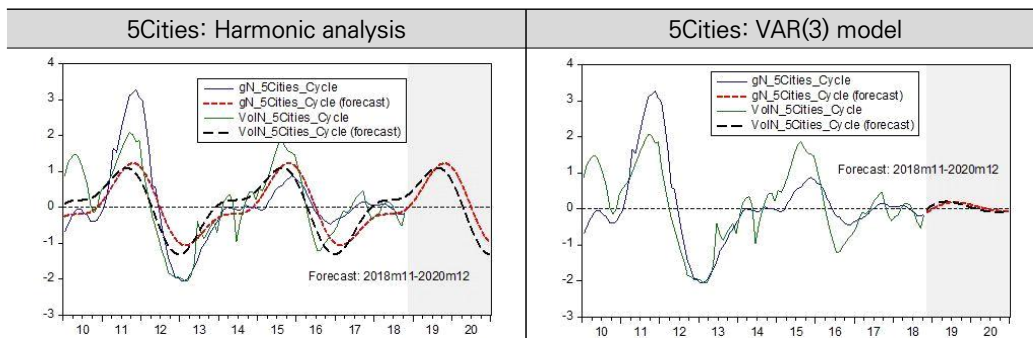 5Cities: Harmonic analysis
5Cities: VAR(3) model
4
3
2
1
0
-1
-2
-3
gN_5Cities_Cycle
gN_5Cities_Cycle (forecast)
VolN_5Cities_Cycle
VolN_5Cities_Cycle (forecast)
Forecast: 2018m11-2020m12
10 11 12 13 14 15 16 17 18 19 20
4
3
2
1
0
-1
-2
-3
gN_5Cities_Cycle
gN_5Cities_Cycle (forecast)
VolN_5Cities_Cycle
VolN_5Cities_Cycle (forecast)
Forecast: 2018m11-2020m12
10 11 12 13 14 15 16 17 18 19 20